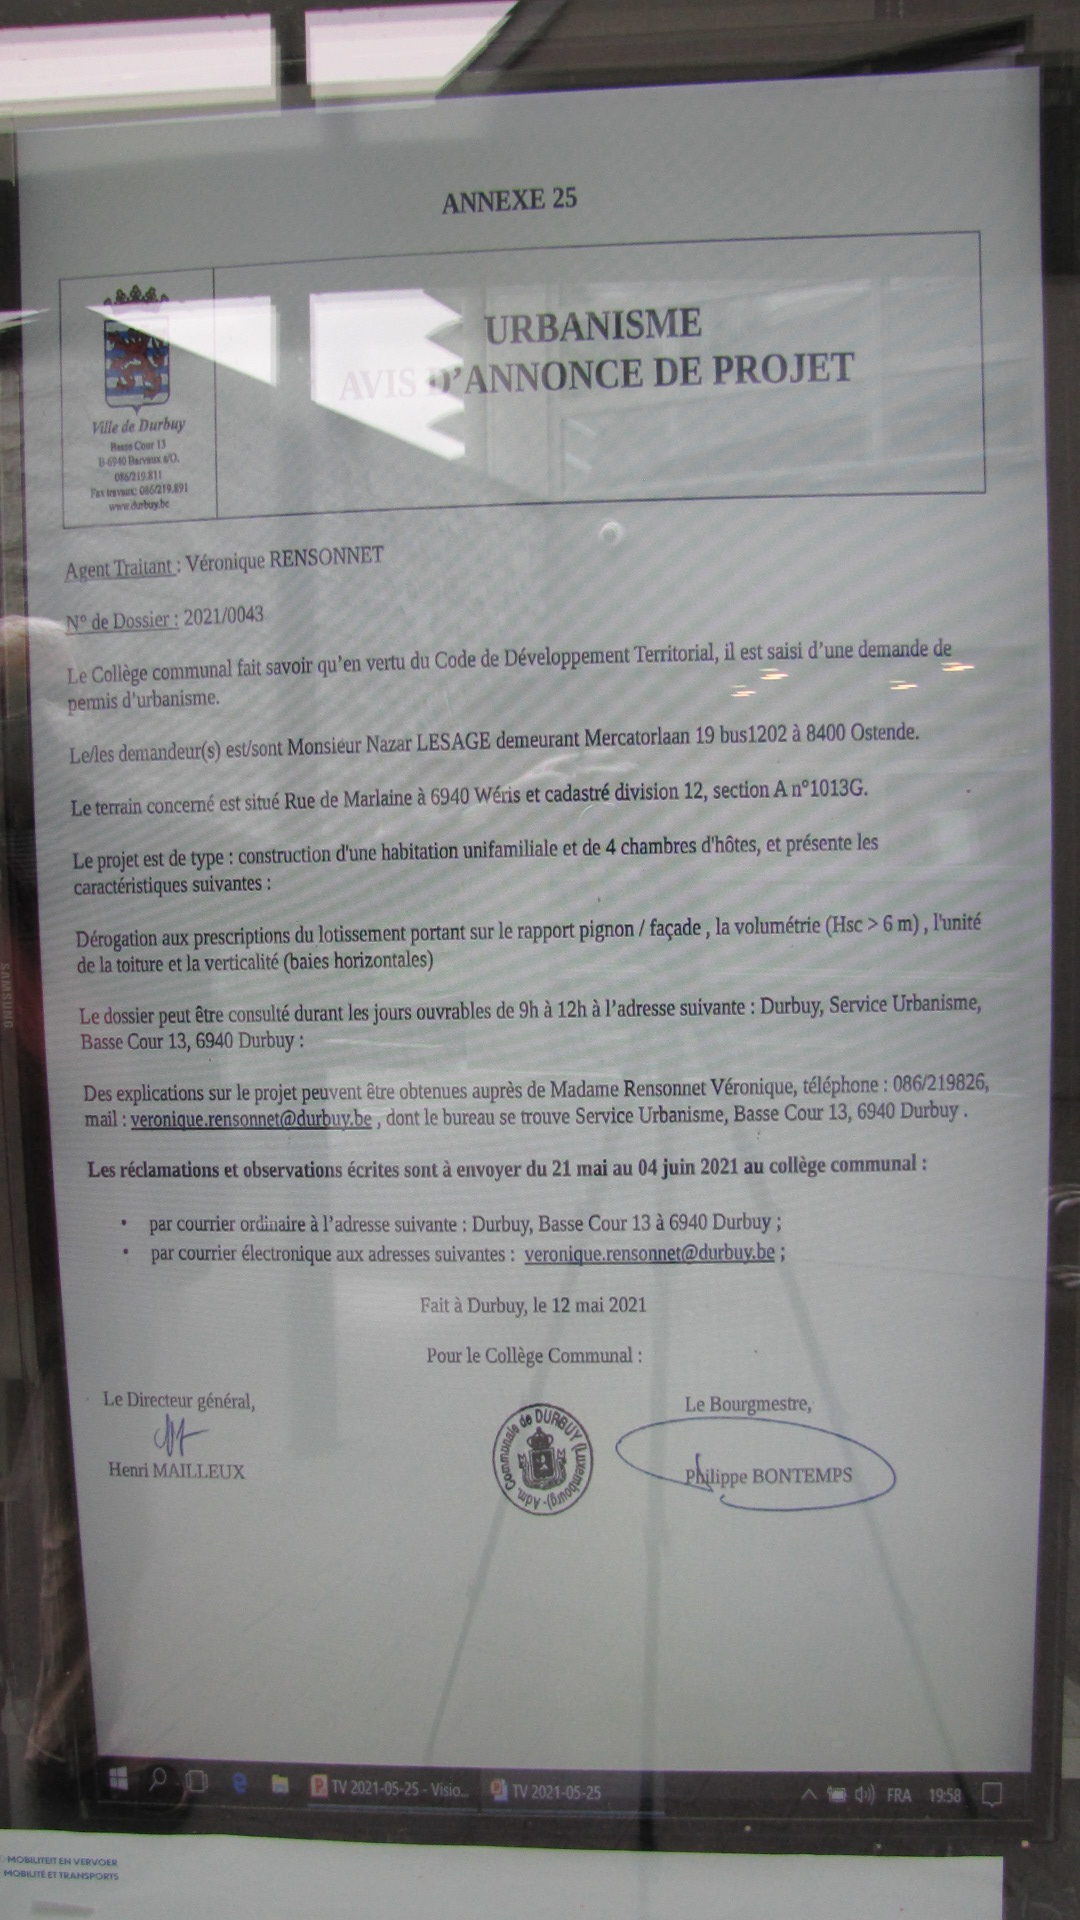 ANNEXE 25
Ville de Durbuy
Basse Cour 13
B-6940 Barvaux s/O.
086/219.811
Fax travaux: 086/219.891
www.durbuy.be
URBANISME
AVIS D'ANNONCE DE PROJET
Agent Traitant : Véronique RENSONNET
N° de Dossier : 2021/0043
Le Collège communal fait savoir qu'en vertu du Code de Développement Territorial, il est saisi d'une demande de
permis d'urbanisme.
Le/les demandeur(s) est/sont Monsieur Nazar LESAGE demeurant Mercatorlaan 19 bus1202 à 8400 Ostende.
Le terrain concerné est situé Rue de Marlaine à 6940 Wéris et cadastré division 12, section A n°1013G.
Le projet est de type : construction d'une habitation unifamiliale et de 4 chambres d'hôtes, et présente les
caractéristiques suivantes :
Dérogation aux prescriptions du lotissement portant sur le rapport pignon / façade , la volumétrie (Hsc > 6 m) , l'unité
de la toiture et la verticalité (baies horizontales)
Le dossier peut être consulté durant les jours ouvrables de 9h à 12h à l'adresse suivante : Durbuy, Service Urbanisme,
Basse Cour 13, 6940 Durbuy :
Des explications sur le projet peuvent être obtenues auprès de Madame Rensonnet Véronique, téléphone : 086/219826,
mail : veronique.rensonnet@durbuy.be , dont le bureau se trouve Service Urbanisme, Basse Cour 13, 6940 Durbuy .
Les réclamations et observations écrites sont à envoyer du 21 mai au 04 juin 2021 au collège communal :
• par courrier ordinaire à l'adresse suivante : Durbuy, Basse Cour 13 à 6940 Durbuy ;
• par courrier électronique aux adresses suivantes : veronique.rensonnet@durbuy.be ;
Fait à Durbuy, le 12 mai 2021
Pour le Collège Communal :
Le Directeur général,
Henri MAILLEUX
Adm. Communale de DURBUY (Luxembourg)
Le Bourgmestre,
Philippe BONTEMPS
SAMSUNG
TV 2021-05-25 - Visio...
TV 2021-05-25
FRA
19:58
MOBILITEIT EN VERVOER
MOBILITÉ ET TRANSPORTS